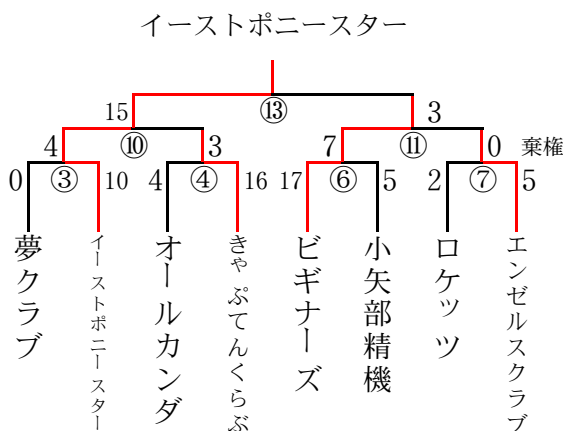 イーストポニースター
15 ⑬ 3
4 ⑩ 3 7 ⑪ 0 棄権
0 ③ 10 4 ④ 16 17 ⑥ 5 2 ⑦ 5
夢クラブ
イーストポニースター
オールカンダ
きゃぷてんくらぶ
ビギナーズ
小矢部精機
ロケッツ
エンゼルスクラブ